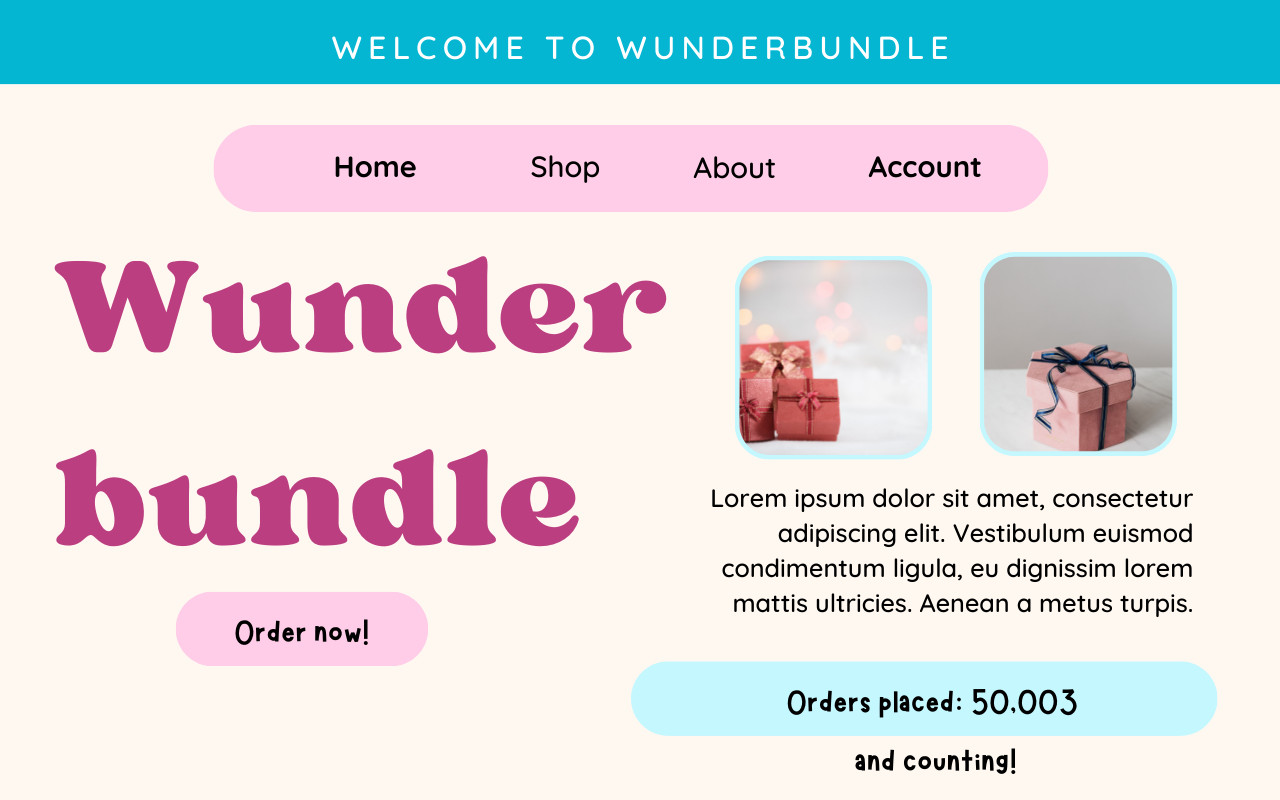 WELCOME TO WUNDERBUNDLE
Home Shop About Account
Wunder
bundle
Order now!
Lorem ipsum dolor sit amet, consectetur
adipiscing elit. Vestibulum euismod
condimentum ligula, eu dignissim lorem
mattis ultricies. Aenean a metus turpis.
Orders placed: 50,003
and counting!